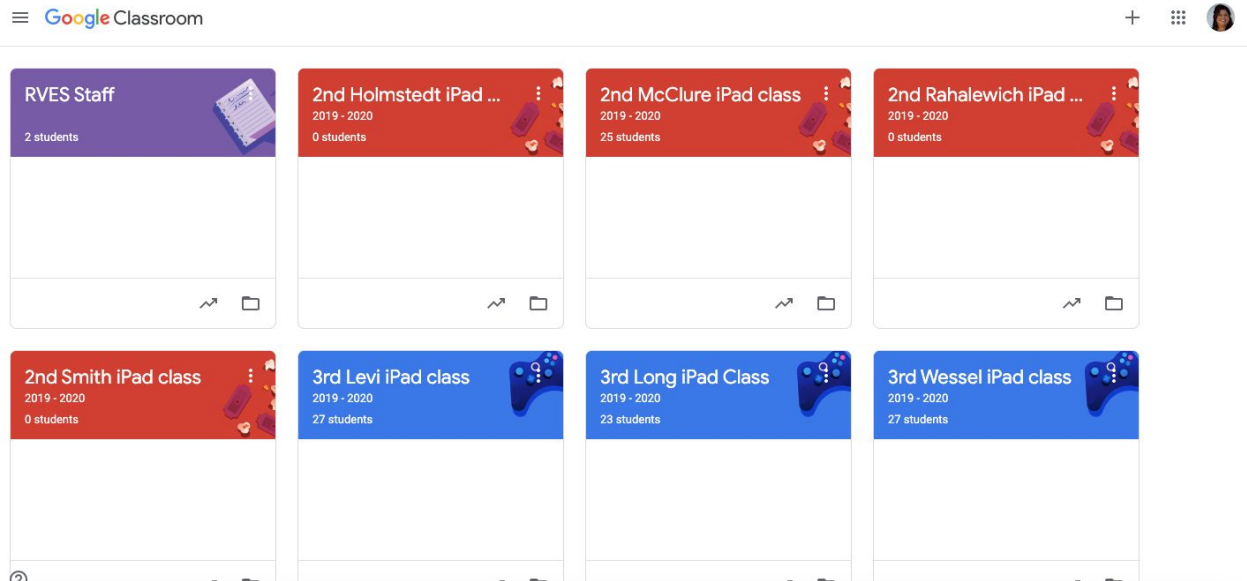 Google Classroom
RVES Staff
2 students
2nd Holmstedt iPad ...
2019 - 2020
0 students
2nd McClure iPad class
2019 - 2020
25 students
2nd Rahalewich iPad ...
2019 - 2020
0 students
2nd Smith iPad class
2019 - 2020
0 students
3rd Levi iPad class
2019 - 2020
27 students
3rd Long iPad Class
2019 - 2020
23 students
3rd Wessel iPad class
2019 - 2020
27 students